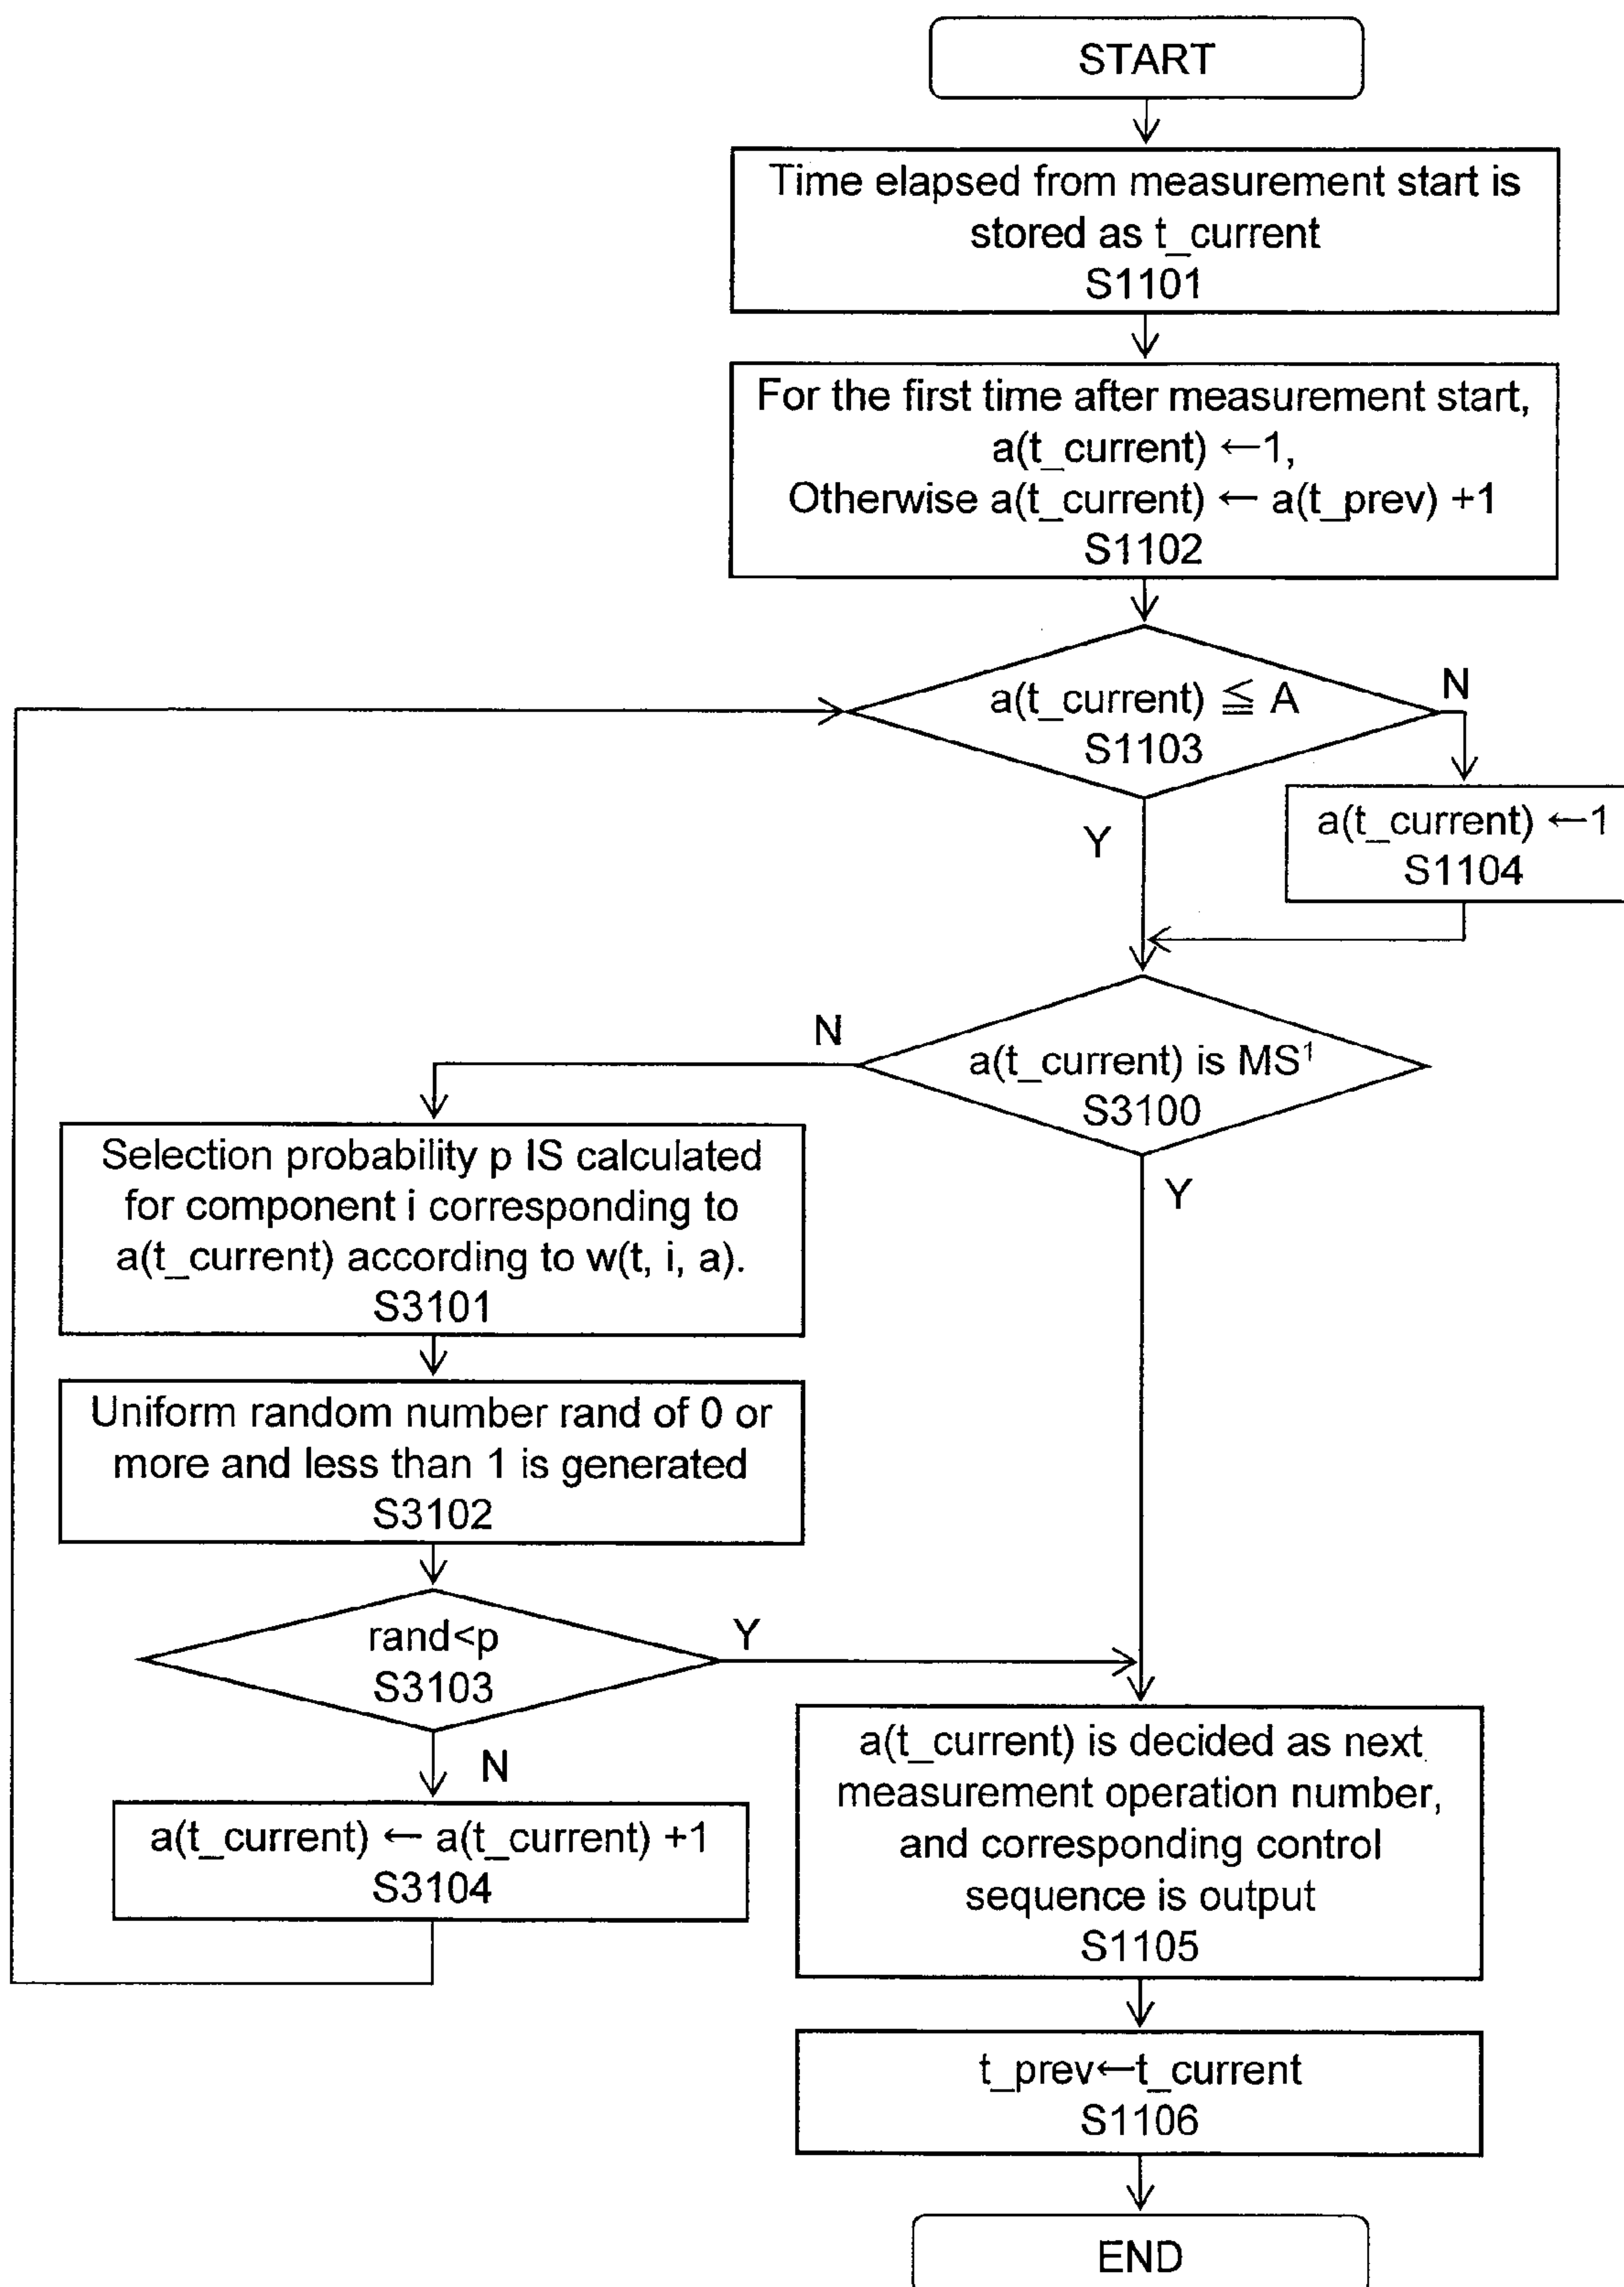 START
Time elapsed from measurement start is
stored as t_current
S1101
For the first time after measurement start,
a(t_current) ←1,
Otherwise a(t_current) ← a(t_prev) +1
S1102
a(t_current) ≦ A
S1103
N
Y
a(t_current) ←1
S1104
a(t_current) is MS¹
S3100
N
Y
Selection probability p IS calculated
for component i corresponding to
a(t_current) according to w(t, i, a).
S3101
Uniform random number rand of 0 or
more and less than 1 is generated
S3102
rand<p
S3103
Y
N
a(t_current) ← a(t_current) +1
S3104
a(t_current) is decided as next
measurement operation number,
and corresponding control
sequence is output
S1105
t_prev←t_current
S1106
END